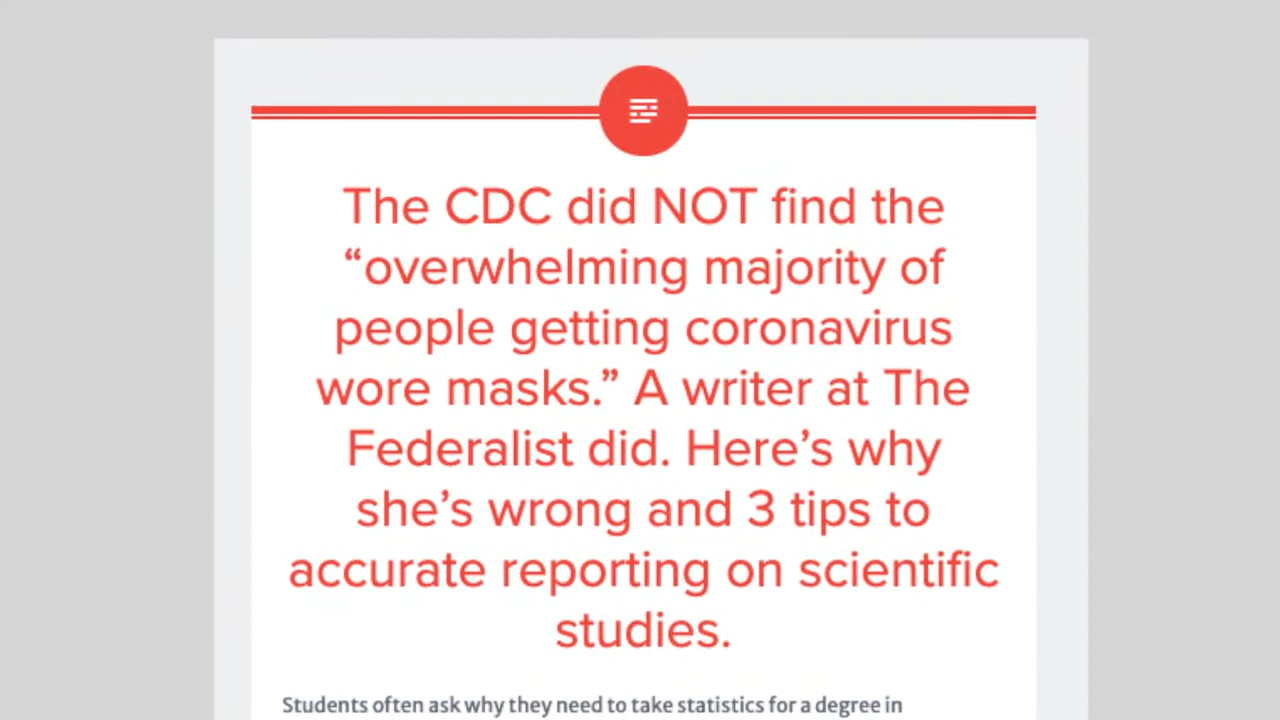 The CDC did NOT find the
“overwhelming majority of
people getting coronavirus
wore masks.” A writer at The
Federalist did. Here’s why
she’s wrong and 3 tips to
accurate reporting on scientific
studies.
Students often ask why they need to take statistics for a degree in